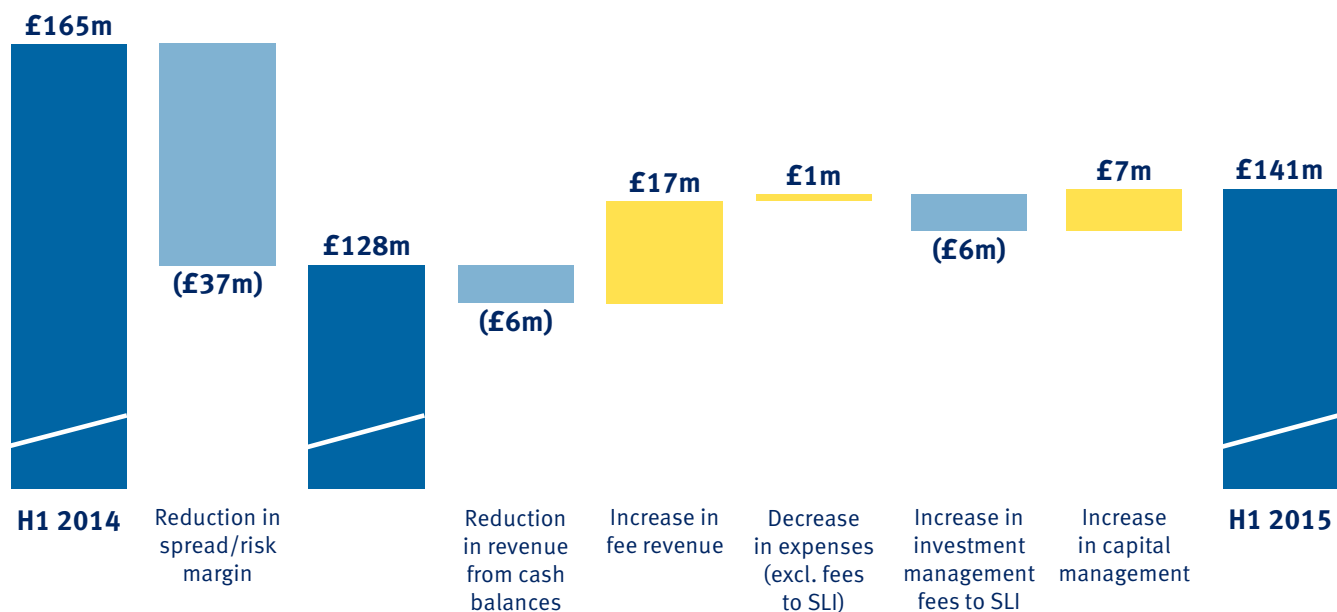 £165m
(£37m)
£128m
(£6m)
£17m
£1m
(£6m)
£7m
£141m
H1 2014
Reduction in
spread/risk
margin
Reduction
in revenue
from cash
balances
Increase in
fee revenue
Decrease
in expenses
(excl. fees
to SLI)
Increase in
investment
management
fees to SLI
Increase
in capital
management
H1 2015